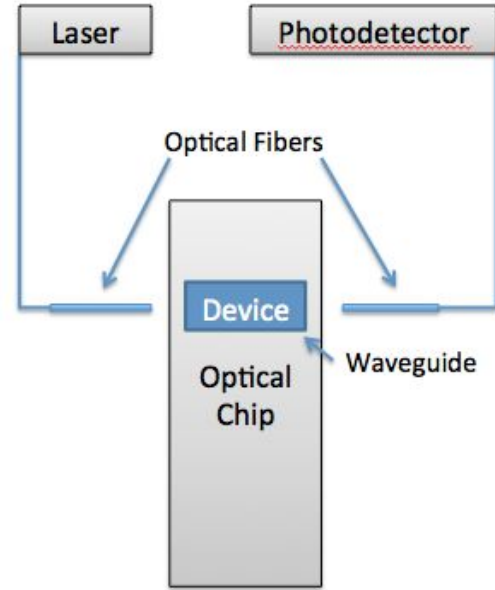 Laser
Photodetector
Optical Fibers
Device
Waveguide
Optical
Chip